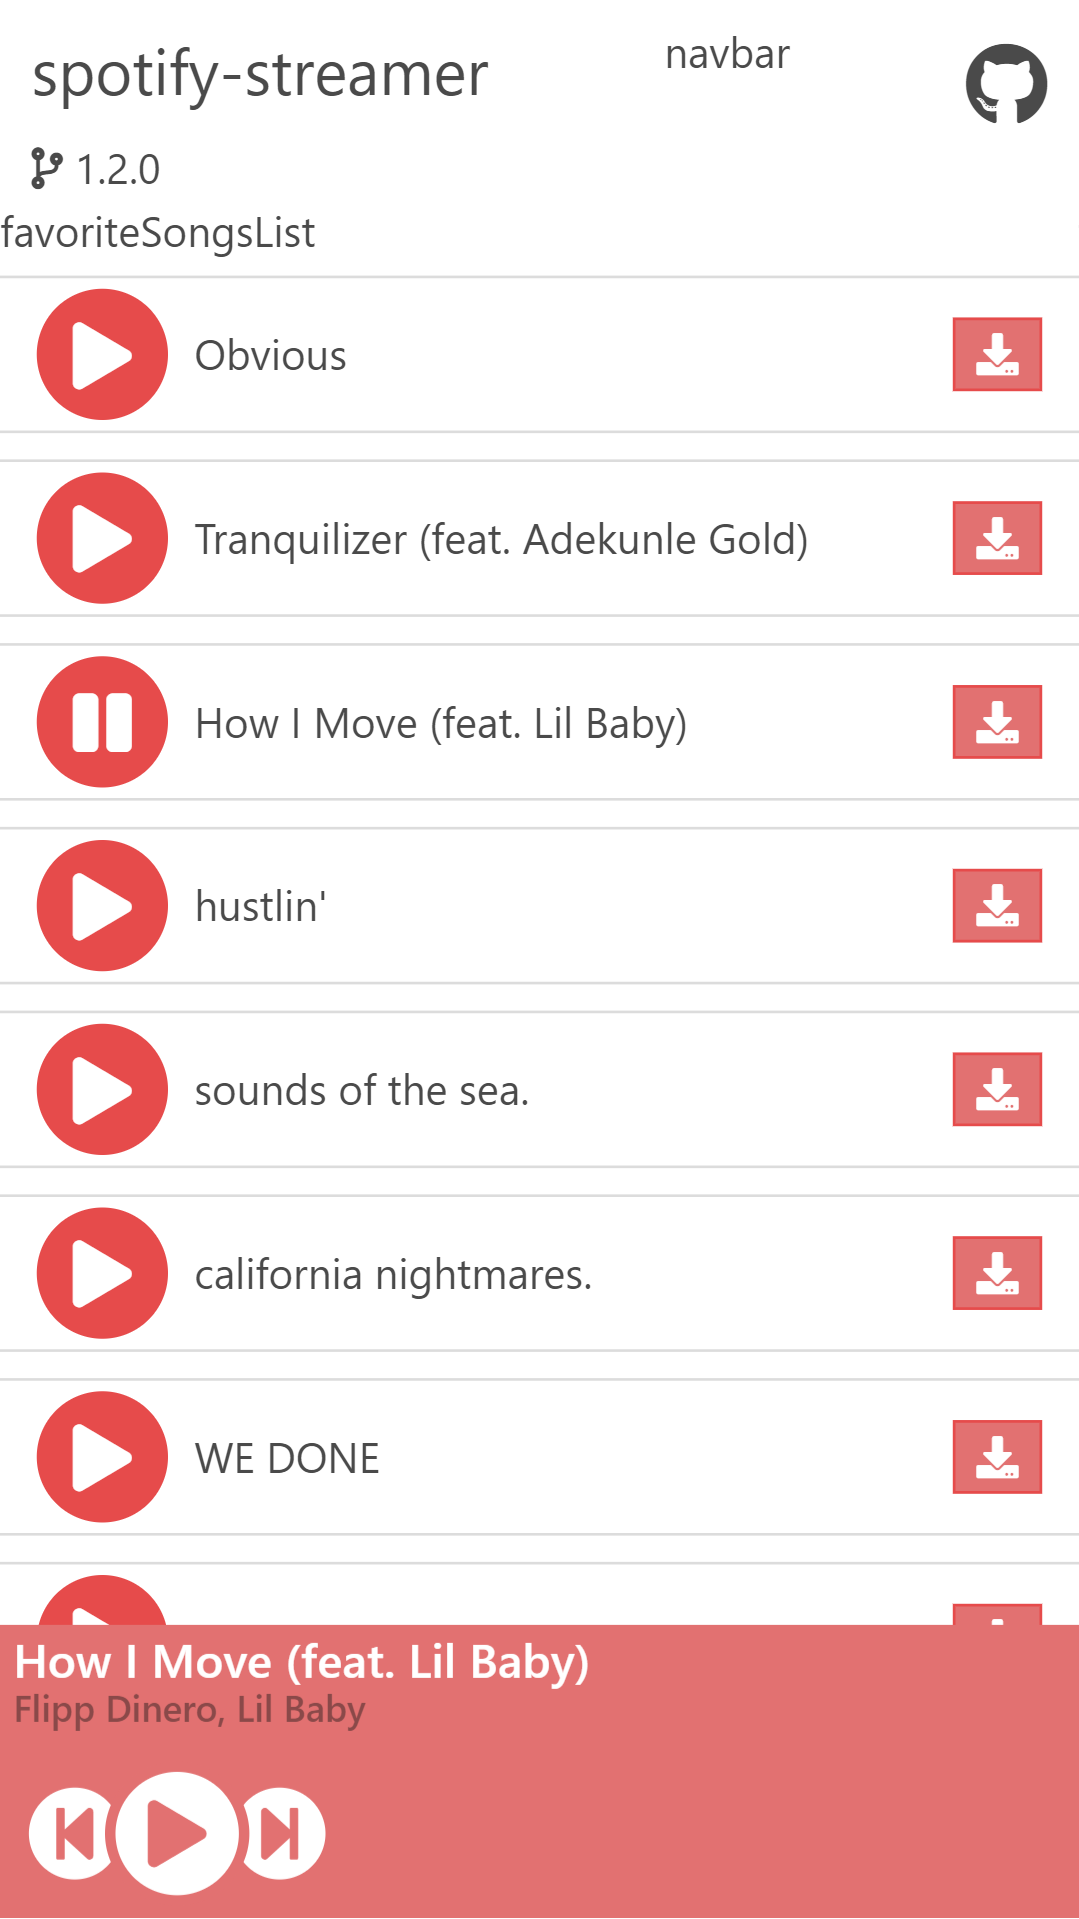 spotify-streamer
navbar
1.2.0
favoriteSongsList
Obvious
Tranquilizer (feat. Adekunle Gold)
How I Move (feat. Lil Baby)
hustlin'
sounds of the sea.
california nightmares.
WE DONE
How I Move (feat. Lil Baby)
Flipp Dinero, Lil Baby